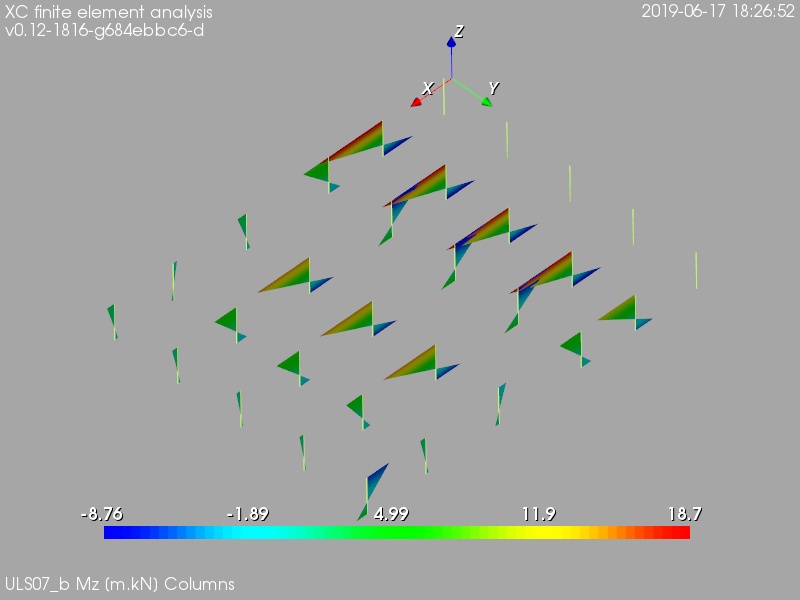 XC finite element analysis
v0.12-1816-g684ebbc6-d
2019-06-17 18:26:52
Z
X
Y
-8.76 -1.89 4.99 11.9 18.7
ULS07_b Mz (m.kN) Columns